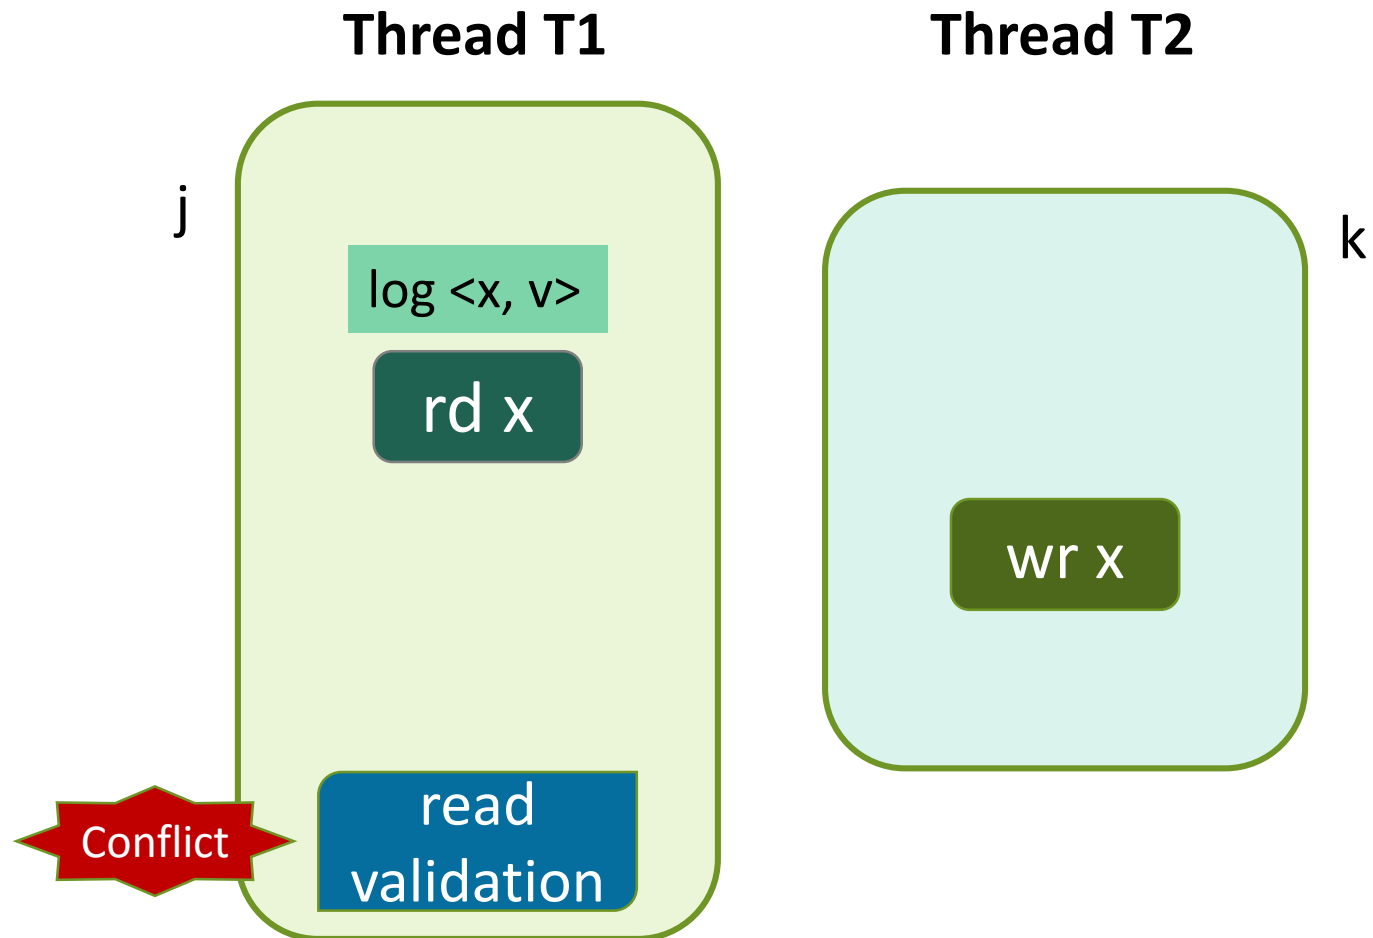 Thread T1
Thread T2
j
k
log <x, v>
rd x
wr x
read
validation
Conflict